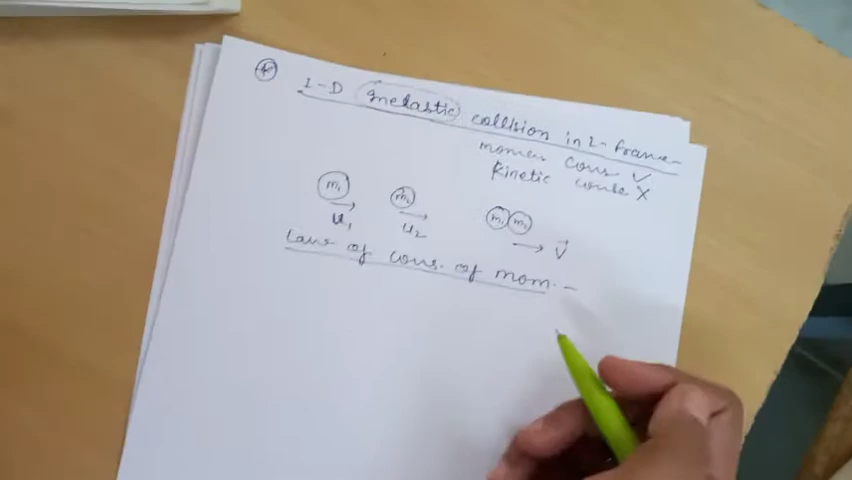 1-D Inelastic collision in L-frame
momen cons ✓
Kinetic X
m₁ m₂ m₁ m₂
u₁ u₂ v⃗
Law of cons. of mom. -